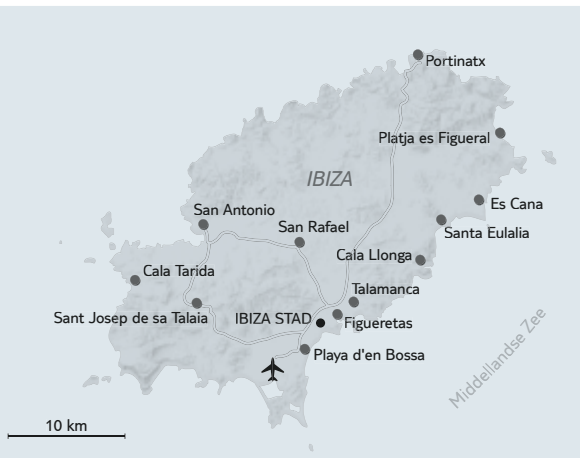 Portinatx
Platja es Figueral
IBIZA
Es Cana
San Antonio
San Rafael
Santa Eulalia
Cala Llonga
Cala Tarida
Talamanca
Sant Josep de sa Talaia
IBIZA STAD
Figueretas
Playa d'en Bossa
Middellandse Zee
10 km